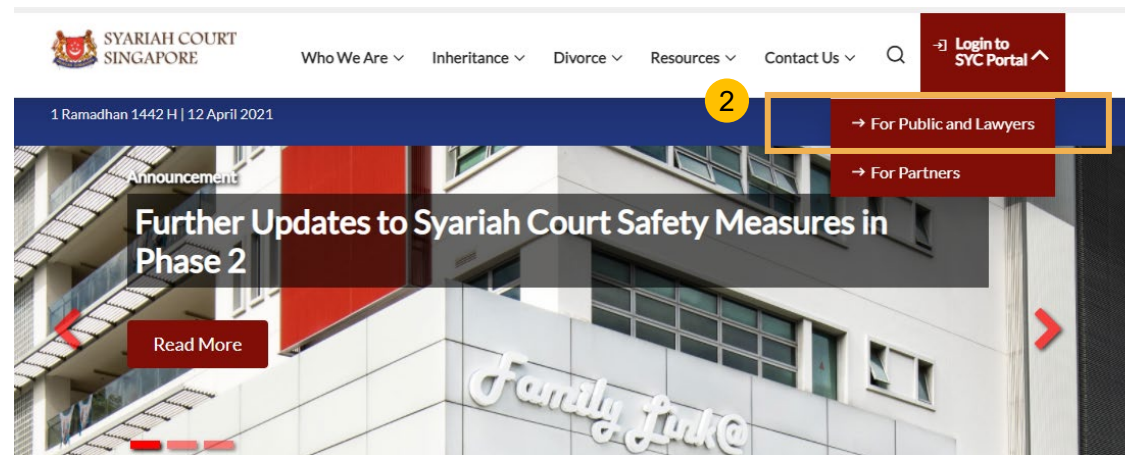 SYARIAH COURT
SINGAPORE
Who We Are
Inheritance
Divorce
Resources
Contact Us
Login to
SYC Portal
1 Ramadhan 1442 H | 12 April 2021
2
→ For Public and Lawyers
→ For Partners
Announcement
Further Updates to Syariah Court Safety Measures in
Phase 2
Read More
Family Link@